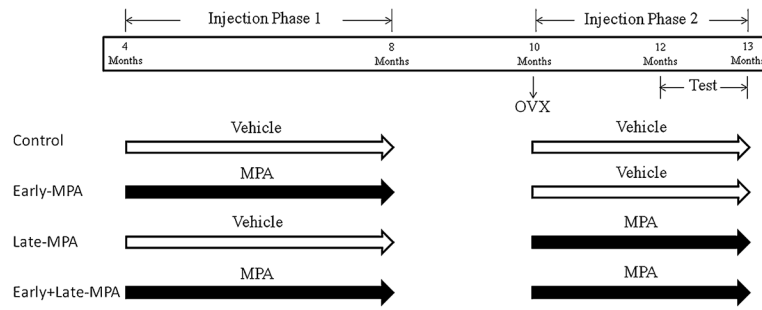 Injection Phase 1 Injection Phase 2
4 8 10 12 13
Months Months Months Months Months
Test
OVX
Control Vehicle Vehicle
Early-MPA MPA Vehicle
Late-MPA Vehicle MPA
Early+Late-MPA MPA MPA